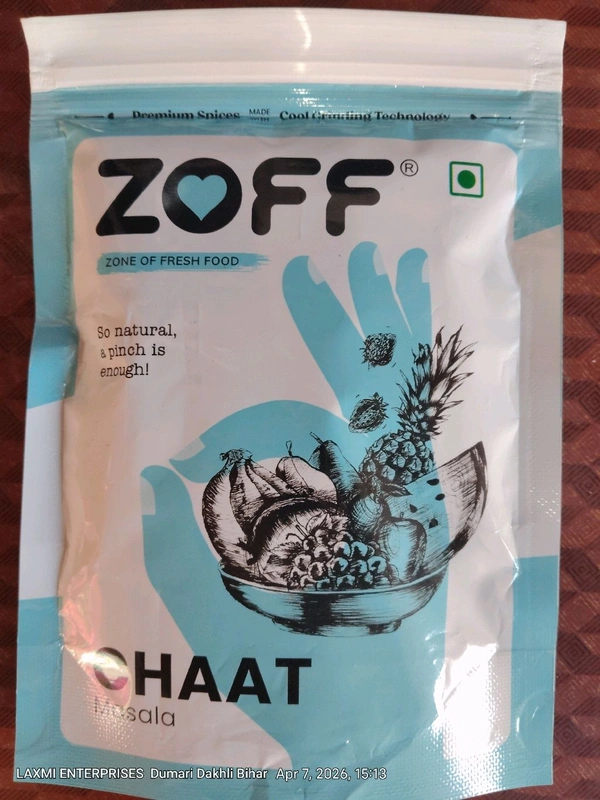 Premium Spices MADE Cool Grinding Technology
ZOFF®
ZONE OF FRESH FOOD
So natural,
a pinch is
enough!
CHAAT
Masala
LAXMI ENTERPRISES Dumari Dakhli Bihar Apr 7, 2026, 15:13